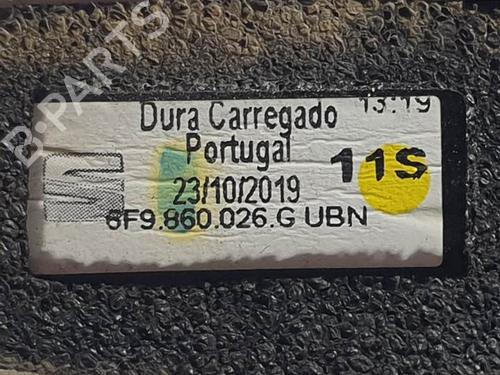 B-PARTS
13:19
Dura Carregado
Portugal
11S
23/10/2019
6F9.860.026.G UBN